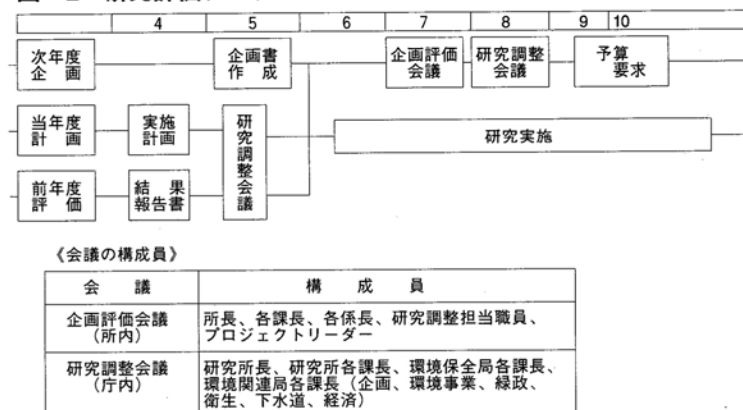 4 5 6 7 8 9 10
次年度
企 画
企画書
作 成
企画評価
会議
研究調整
会議
予算
要求
当年度
計 画
実施
計画
研究調整会議
研究実施
前年度
評 価
結 果
報告書
《会議の構成員》
会 議 構 成 員
企画評価会議
(所内)
所長、各課長、各係長、研究調整担当職員、
プロジェクトリーダー
研究調整会議
(庁内)
研究所長、研究所各課長、環境保全局各課長、
環境関連局各課長(企画、環境事業、緑政、
衛生、下水道、経済)